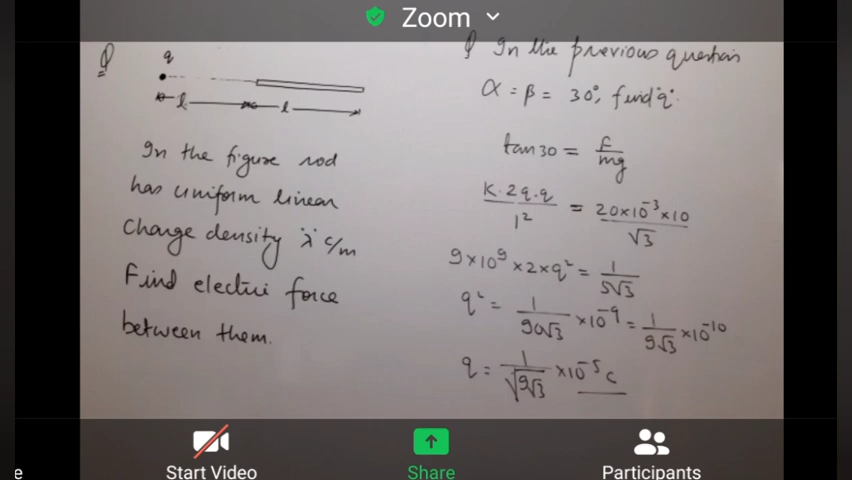 Zoom
Q
q
l
l
In the figure rod
has uniform linear
charge density λ c/m
Find electric force
between them.
Q In the previous question
α = β = 30°, find 'q'.
tan30 = F/mg
K.2q.q/1² = 20×10⁻³×10/√3
9×10⁹×2×q² = 1/5√3
q² = 1/90√3 ×10⁻⁹ = 1/9√3 ×10⁻¹⁰
q = 1/√9√3 ×10⁻⁵ C
e
Start Video
Share
Participants